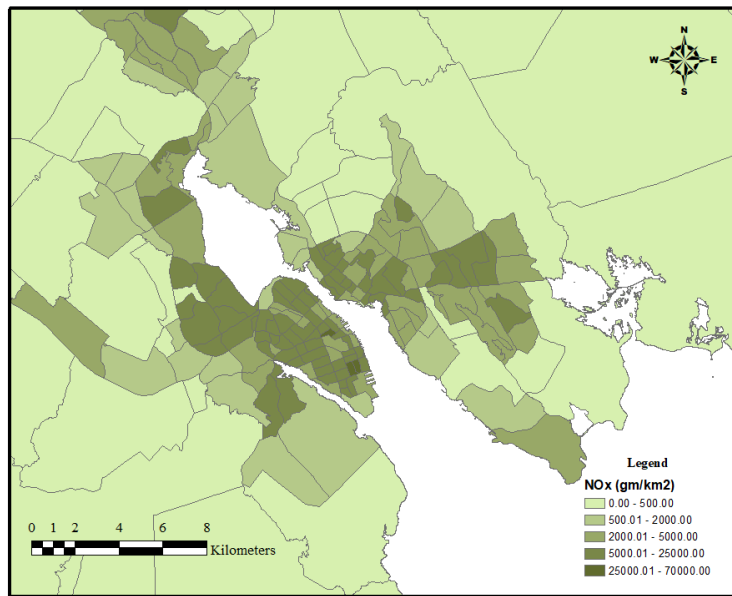 N
W E
S
Legend
NOx (gm/km2)
0.00 - 500.00
500.01 - 2000.00
2000.01 - 5000.00
5000.01 - 25000.00
25000.01 - 70000.00
0 1 2 4 6 8
Kilometers